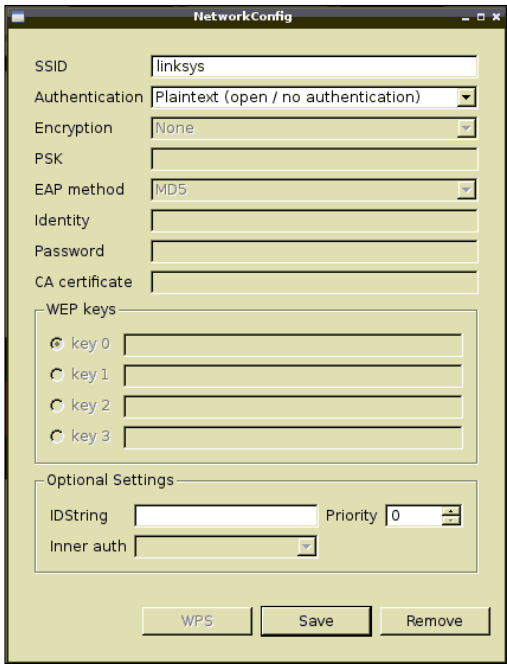 NetworkConfig
SSID linksys
Authentication Plaintext (open / no authentication)
Encryption None
PSK
EAP method MD5
Identity
Password
CA certificate
WEP keys
key 0
key 1
key 2
key 3
Optional Settings
IDString Priority 0
Inner auth
WPS Save Remove